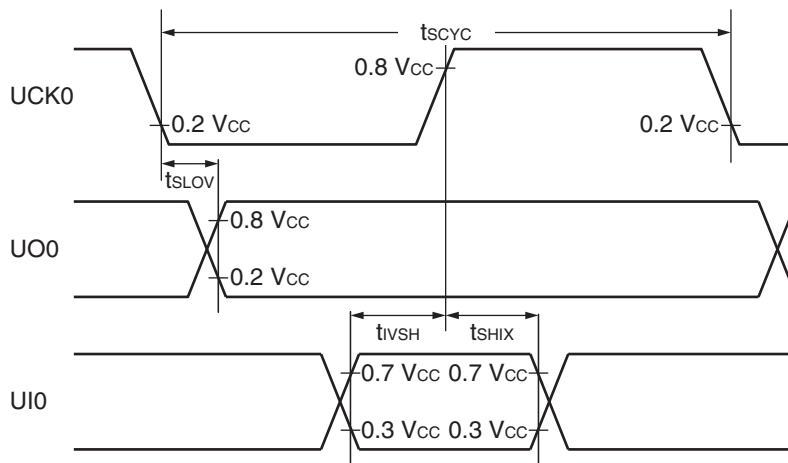 tSCYC
UCK0
0.8 VCC
0.2 VCC
0.2 VCC
tSLOV
UO0
0.8 VCC
0.2 VCC
tIVSH
tSHIX
UI0
0.7 VCC
0.7 VCC
0.3 VCC
0.3 VCC